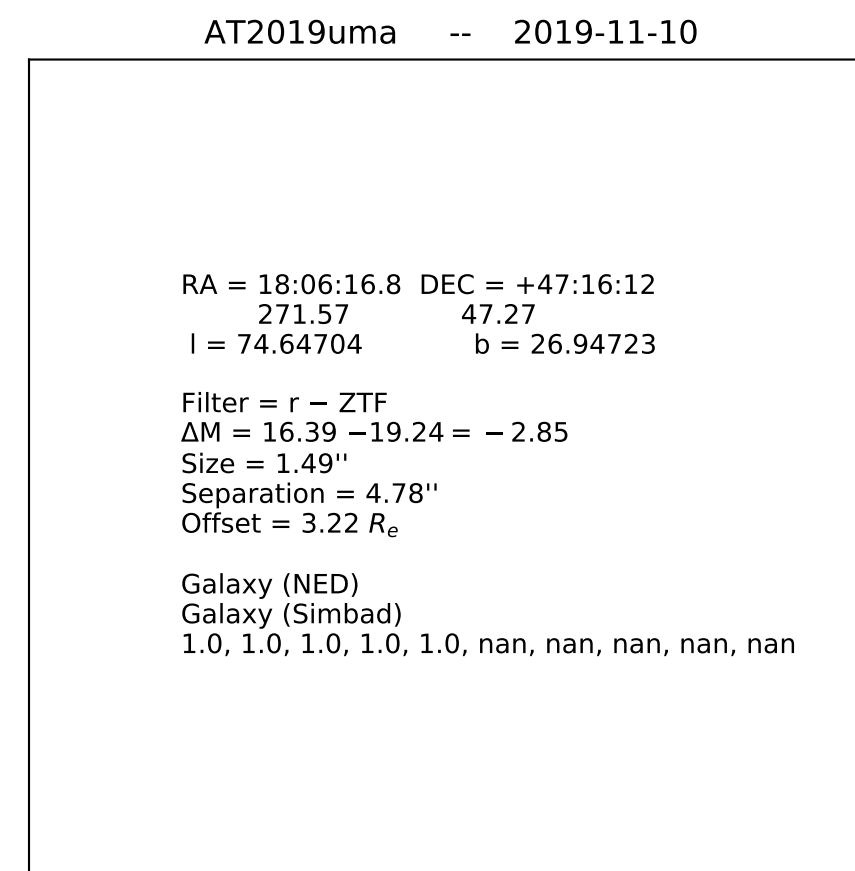 AT2019uma -- 2019-11-10
RA = 18:06:16.8 DEC = +47:16:12
271.57 47.27
l = 74.64704 b = 26.94723
Filter = r − ZTF
ΔM = 16.39 −19.24 = − 2.85
Size = 1.49''
Separation = 4.78''
Offset = 3.22 Rₑ
Galaxy (NED)
Galaxy (Simbad)
1.0, 1.0, 1.0, 1.0, 1.0, nan, nan, nan, nan, nan